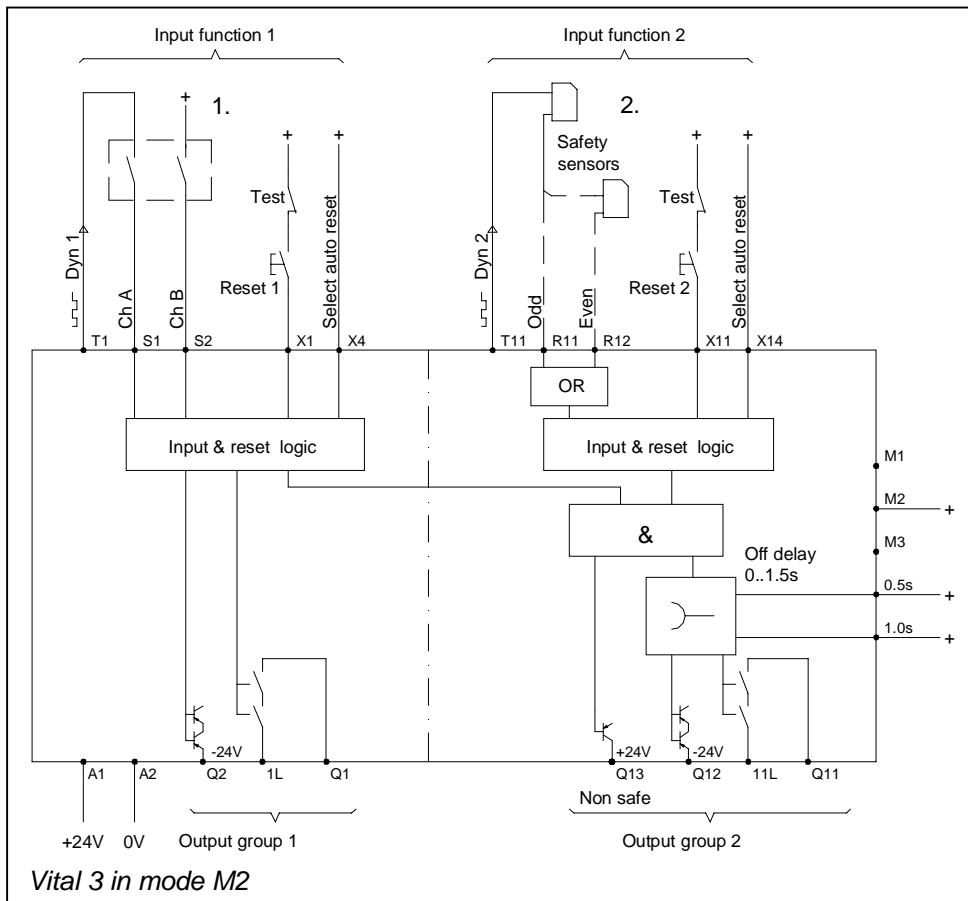 Input function 1
Input function 2
+
1.
2.
Safety
sensors
+
+
+
+
Test
Test
Dyn 1
Ch A
Ch B
Reset 1
Select auto reset
Dyn 2
Odd
Even
Reset 2
Select auto reset
T1
S1
S2
X1
X4
T11
R11
R12
X11
X14
OR
Input & reset logic
Input & reset logic
M1
M2
+
&
M3
Off delay
0..1.5s
0.5s
+
1.0s
+
-24V
+24V
-24V
A1
A2
Q2
1L
Q1
Q13
Q12
11L
Q11
Non safe
+24V
0V
Output group 1
Output group 2
Vital 3 in mode M2